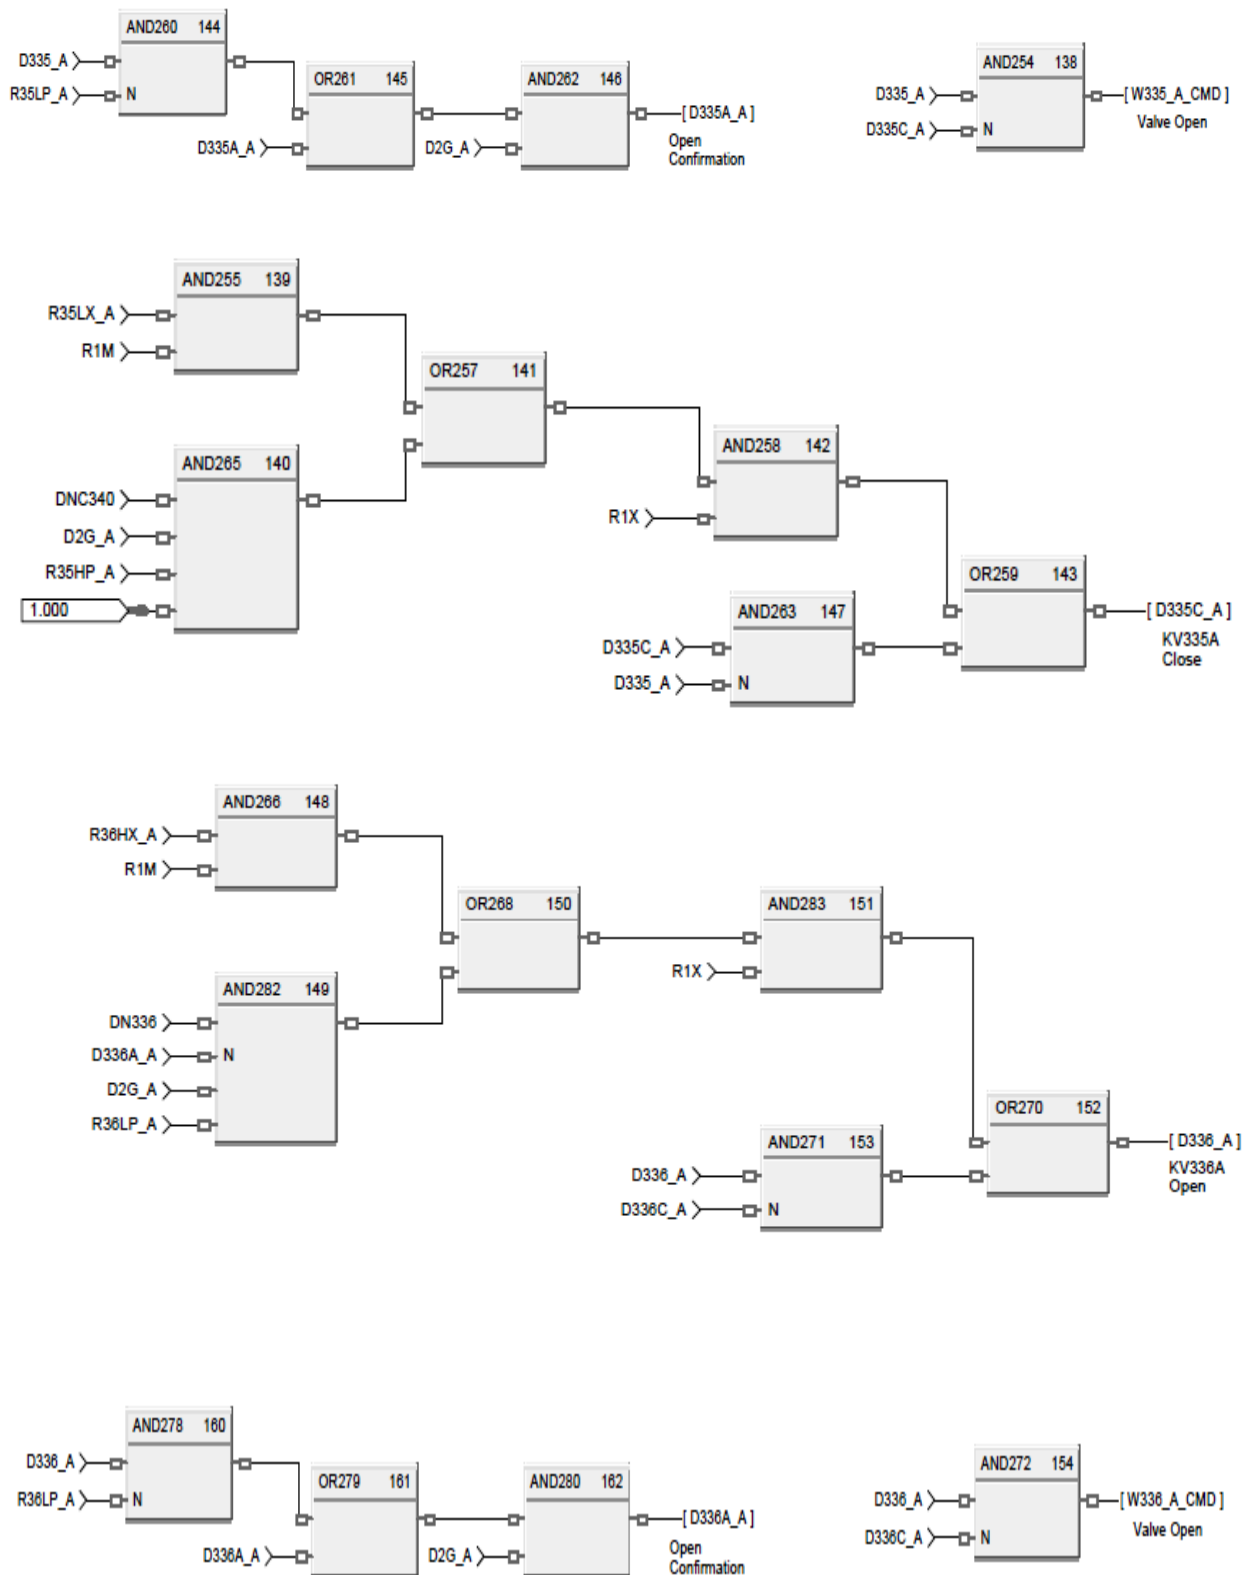 AND260 144
D335_A
R35LP_A N
OR261 145
D335A_A
AND262 146
D2G_A
[ D335A_A ]
Open
Confirmation
AND254 138
D335_A
D335C_A N
[ W335_A_CMD ]
Valve Open
AND255 139
R35LX_A
R1M
OR257 141
AND265 140
DNC340
D2G_A
R35HP_A
1.000
AND258 142
R1X
OR259 143
[ D335C_A ]
KV335A
Close
AND263 147
D335C_A
D335_A N
AND266 148
R36HX_A
R1M
OR268 150
AND283 151
R1X
AND282 149
DN336
D336A_A N
D2G_A
R36LP_A
OR270 152
[ D336_A ]
KV336A
Open
AND271 153
D336_A
D336C_A N
AND278 160
D336_A
R36LP_A N
OR279 161
D336A_A
AND280 162
D2G_A
[ D336A_A ]
Open
Confirmation
AND272 154
D336_A
D336C_A N
[ W336_A_CMD ]
Valve Open